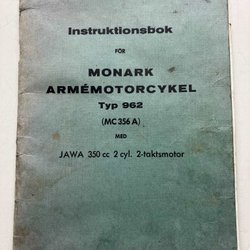 Instruktionsbok
FÖR
MONARK
ARMÉMOTORCYKEL
Typ 962
(MC 356 A)
MED
JAWA 350 cc 2 cyl. 2-taktsmotor